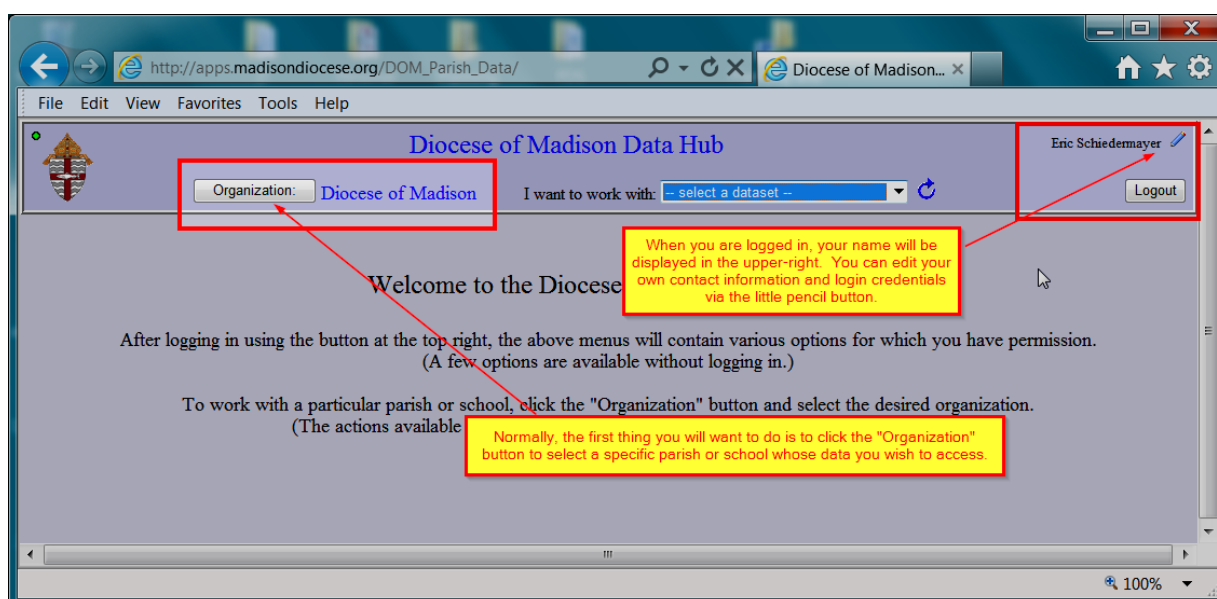 http://apps.madisondiocese.org/DOM_Parish_Data/
Diocese of Madison...
File Edit View Favorites Tools Help
Diocese of Madison Data Hub
Eric Schiedermayer
Organization: Diocese of Madison
I want to work with: -- select a dataset --
Logout
When you are logged in, your name will be
displayed in the upper-right. You can edit your
own contact information and login credentials
via the little pencil button.
Welcome to the Diocese
After logging in using the button at the top right, the above menus will contain various options for which you have permission.
(A few options are available without logging in.)
To work with a particular parish or school, click the "Organization" button and select the desired organization.
(The actions available
Normally, the first thing you will want to do is to click the "Organization"
button to select a specific parish or school whose data you wish to access.
100%